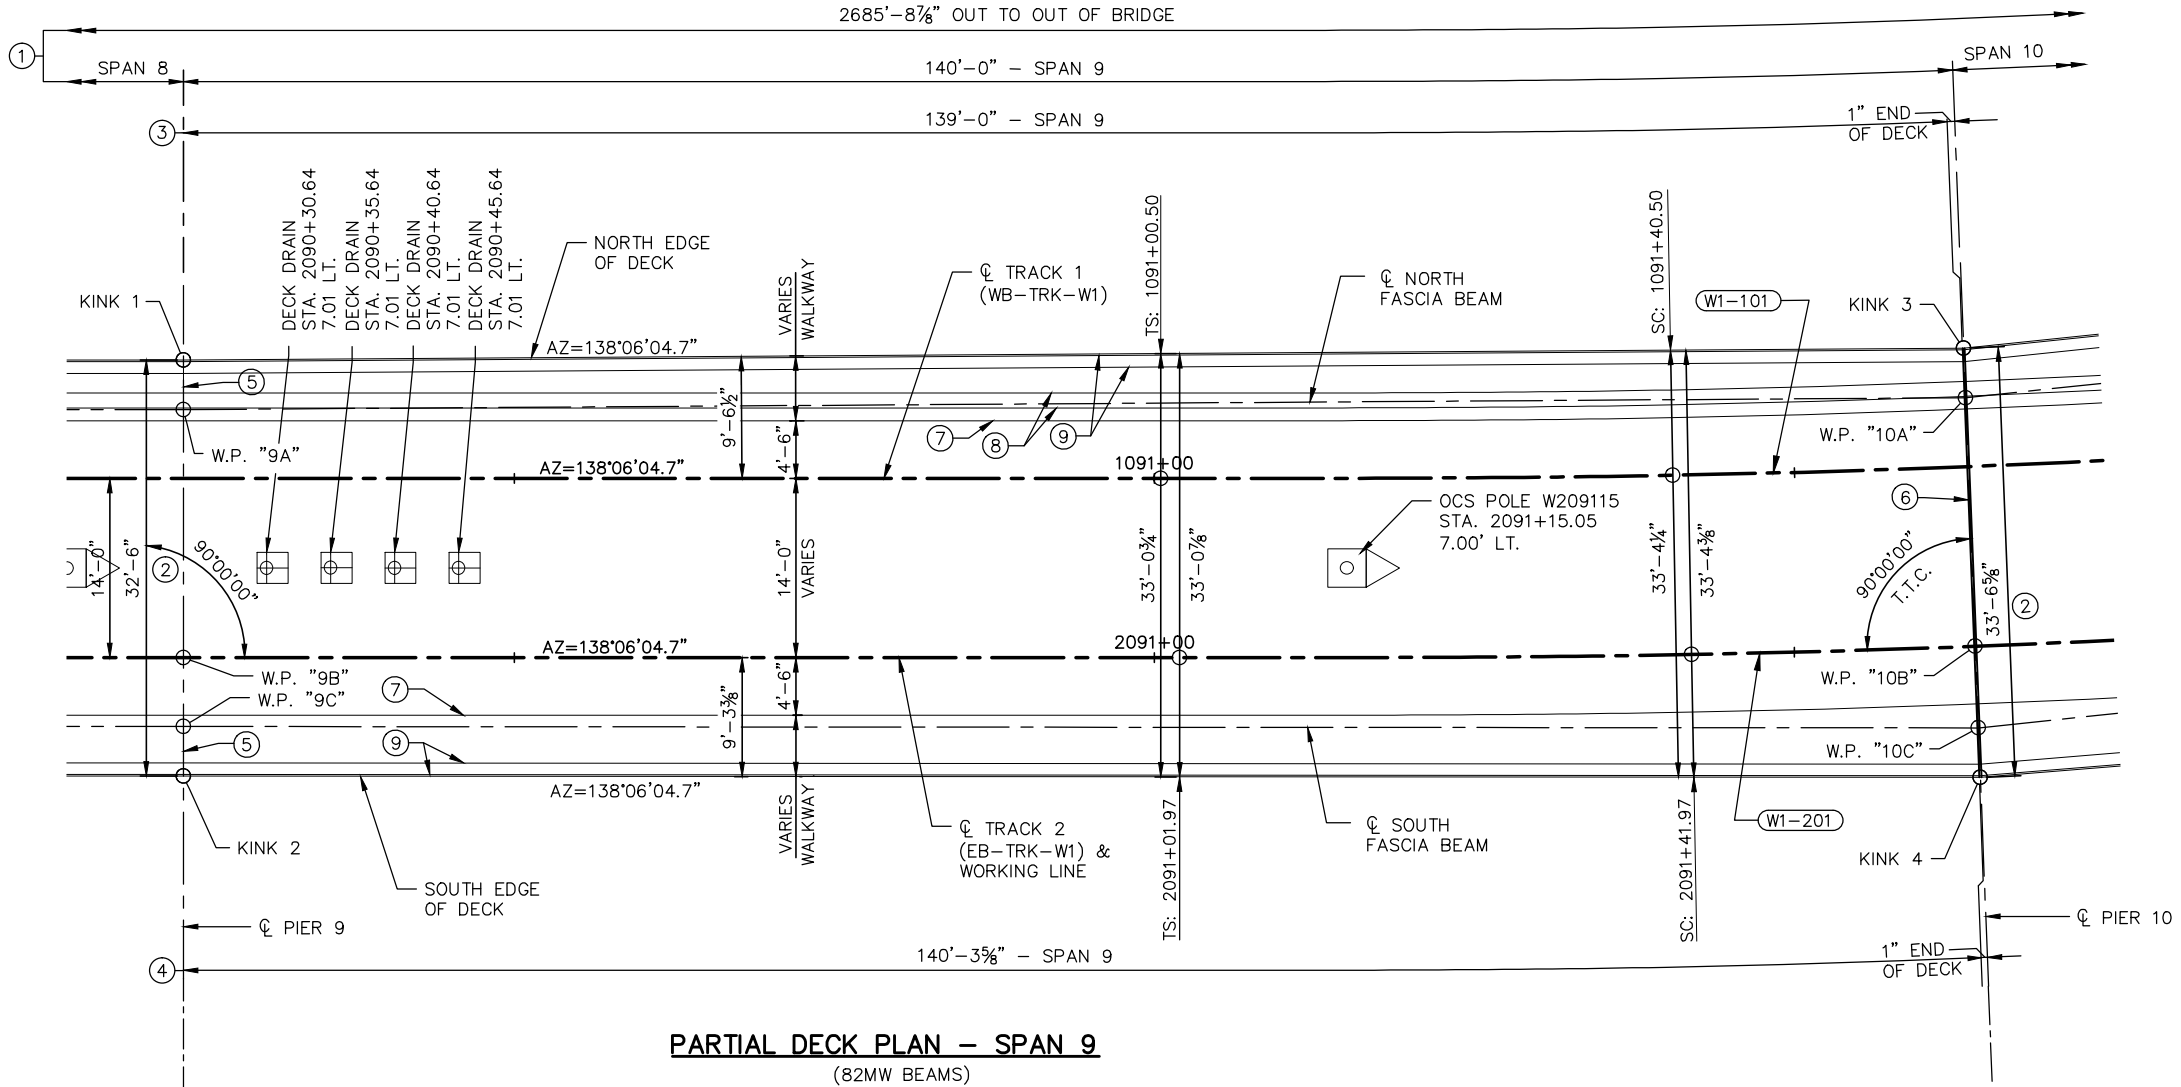 2685'-8⅞" OUT TO OUT OF BRIDGE
1
SPAN 8
140'-0" - SPAN 9
SPAN 10
3
139'-0" - SPAN 9
1" END
OF DECK
DECK DRAIN
STA. 2090+30.64
7.01 LT.
DECK DRAIN
STA. 2090+35.64
7.01 LT.
DECK DRAIN
STA. 2090+40.64
7.01 LT.
DECK DRAIN
STA. 2090+45.64
7.01 LT.
NORTH EDGE
OF DECK
VARIES
WALKWAY
℄ TRACK 1
(WB-TRK-W1)
TS: 1091+00.50
℄ NORTH
FASCIA BEAM
SC: 1091+40.50
W1-101
KINK 3
KINK 1
AZ=138°06'04.7"
5
9'-6½"
7
8
9
W.P. "9A"
4'-6"
W.P. "10A"
AZ=138°06'04.7"
1091+00
OCS POLE W209115
STA. 2091+15.05
7.00' LT.
6
14'-0"
32'-6"
2
90°00'00"
14'-0"
VARIES
33'-0¾"
33'-0⅞"
33'-4¼"
33'-4⅜"
90°00'00"
T.T.C.
33'-6⅝"
2
AZ=138°06'04.7"
2091+00
W.P. "9B"
W.P. "9C"
7
4'-6"
9'-3⅜"
W.P. "10B"
5
9
W.P. "10C"
AZ=138°06'04.7"
VARIES
WALKWAY
KINK 2
℄ TRACK 2
(EB-TRK-W1) &
WORKING LINE
TS: 2091+01.97
℄ SOUTH
FASCIA BEAM
SC: 2091+41.97
W1-201
KINK 4
SOUTH EDGE
OF DECK
℄ PIER 9
℄ PIER 10
4
140'-3⅝" - SPAN 9
1" END
OF DECK
PARTIAL DECK PLAN - SPAN 9
(82MW BEAMS)